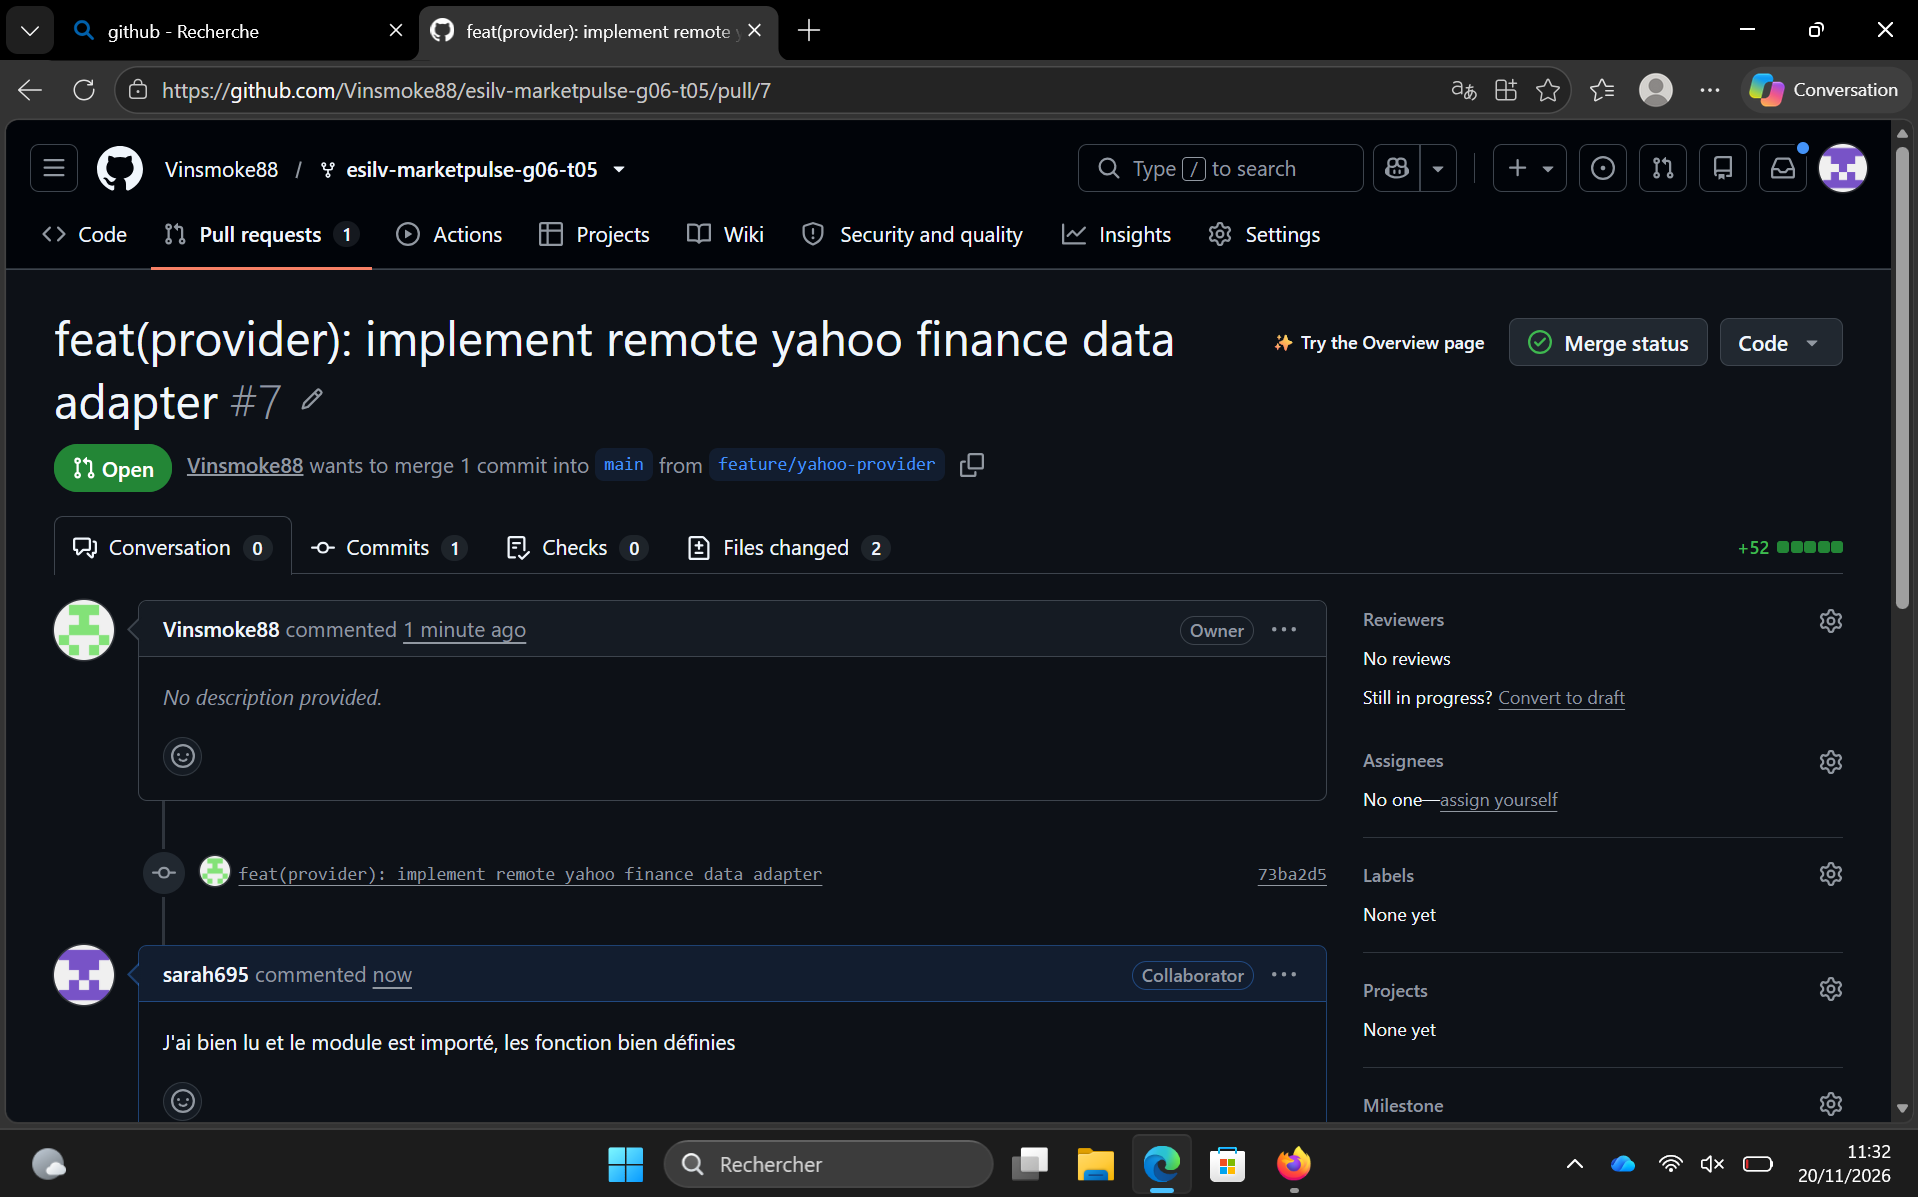 github - Recherche
feat(provider): implement remote
https://github.com/Vinsmoke88/esilv-marketpulse-g06-t05/pull/7
Conversation
Vinsmoke88 / esilv-marketpulse-g06-t05
Type / to search
Code
Pull requests 1
Actions
Projects
Wiki
Security and quality
Insights
Settings
feat(provider): implement remote yahoo finance data
adapter #7
Try the Overview page
Merge status
Code
Open
Vinsmoke88 wants to merge 1 commit into main from feature/yahoo-provider
Conversation 0
Commits 1
Checks 0
Files changed 2
+52
Vinsmoke88 commented 1 minute ago
Owner
No description provided.
feat(provider): implement remote yahoo finance data adapter
73ba2d5
sarah695 commented now
Collaborator
J'ai bien lu et le module est importé, les fonction bien définies
Reviewers
No reviews
Still in progress? Convert to draft
Assignees
No one—assign yourself
Labels
None yet
Projects
None yet
Milestone
Rechercher
11:32
20/11/2026